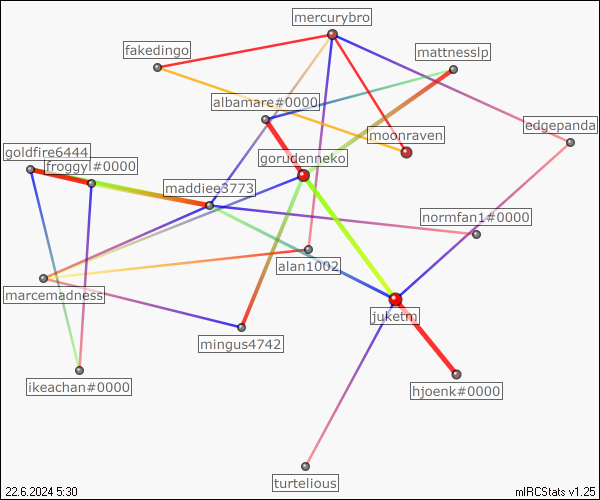 mercurybro
fakedingo
mattnesslp
albamare#0000
edgepanda
moonraven
goldfire6444
gorudenneko
froggyl#0000
maddiee3773
normfan1#0000
alan1002
marcemadness
juketm
mingus4742
ikeachan#0000
hjoenk#0000
turtelious
22.6.2024 5:30
mIRCStats v1.25